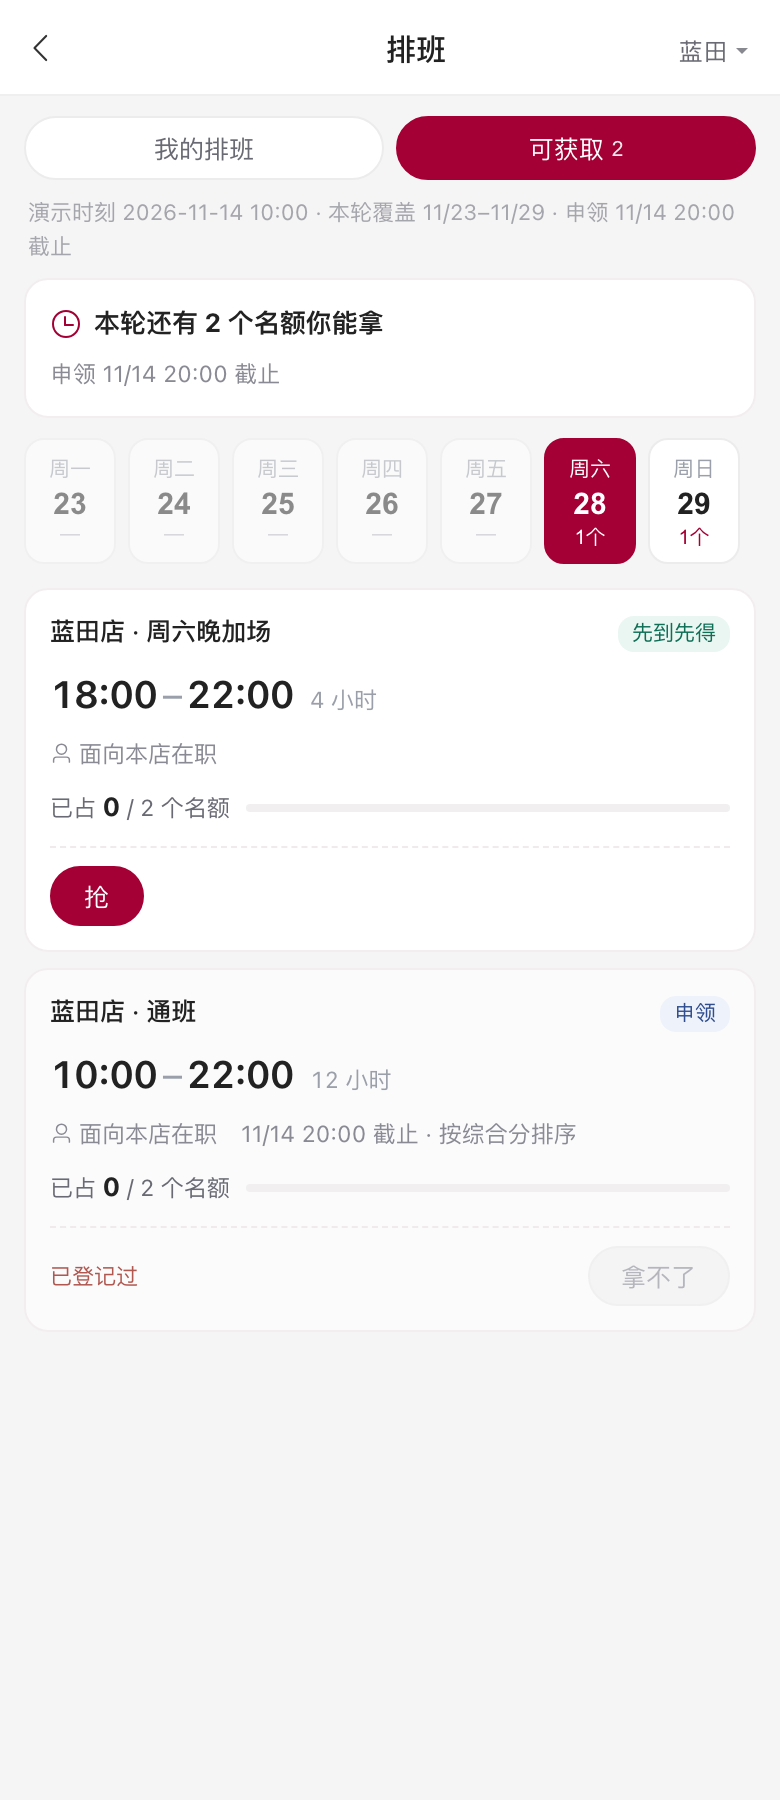 排班
蓝田
我的排班
可获取 2
演示时刻 2026-11-14 10:00 · 本轮覆盖 11/23–11/29 · 申领 11/14 20:00
截止
本轮还有 2 个名额你能拿
申领 11/14 20:00 截止
周一 周二 周三 周四 周五 周六 周日
23 24 25 26 27 28 29
— — — — — 1个 1个
蓝田店 · 周六晚加场
先到先得
18:00–22:00 4 小时
面向本店在职
已占 0 / 2 个名额
抢
蓝田店 · 通班
申领
10:00–22:00 12 小时
面向本店在职 11/14 20:00 截止 · 按综合分排序
已占 0 / 2 个名额
已登记过
拿不了